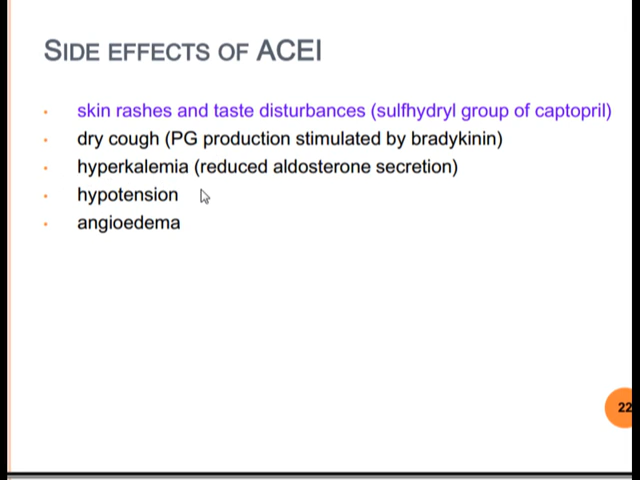 SIDE EFFECTS OF ACEI
• skin rashes and taste disturbances (sulfhydryl group of captopril)
• dry cough (PG production stimulated by bradykinin)
• hyperkalemia (reduced aldosterone secretion)
• hypotension
• angioedema
22